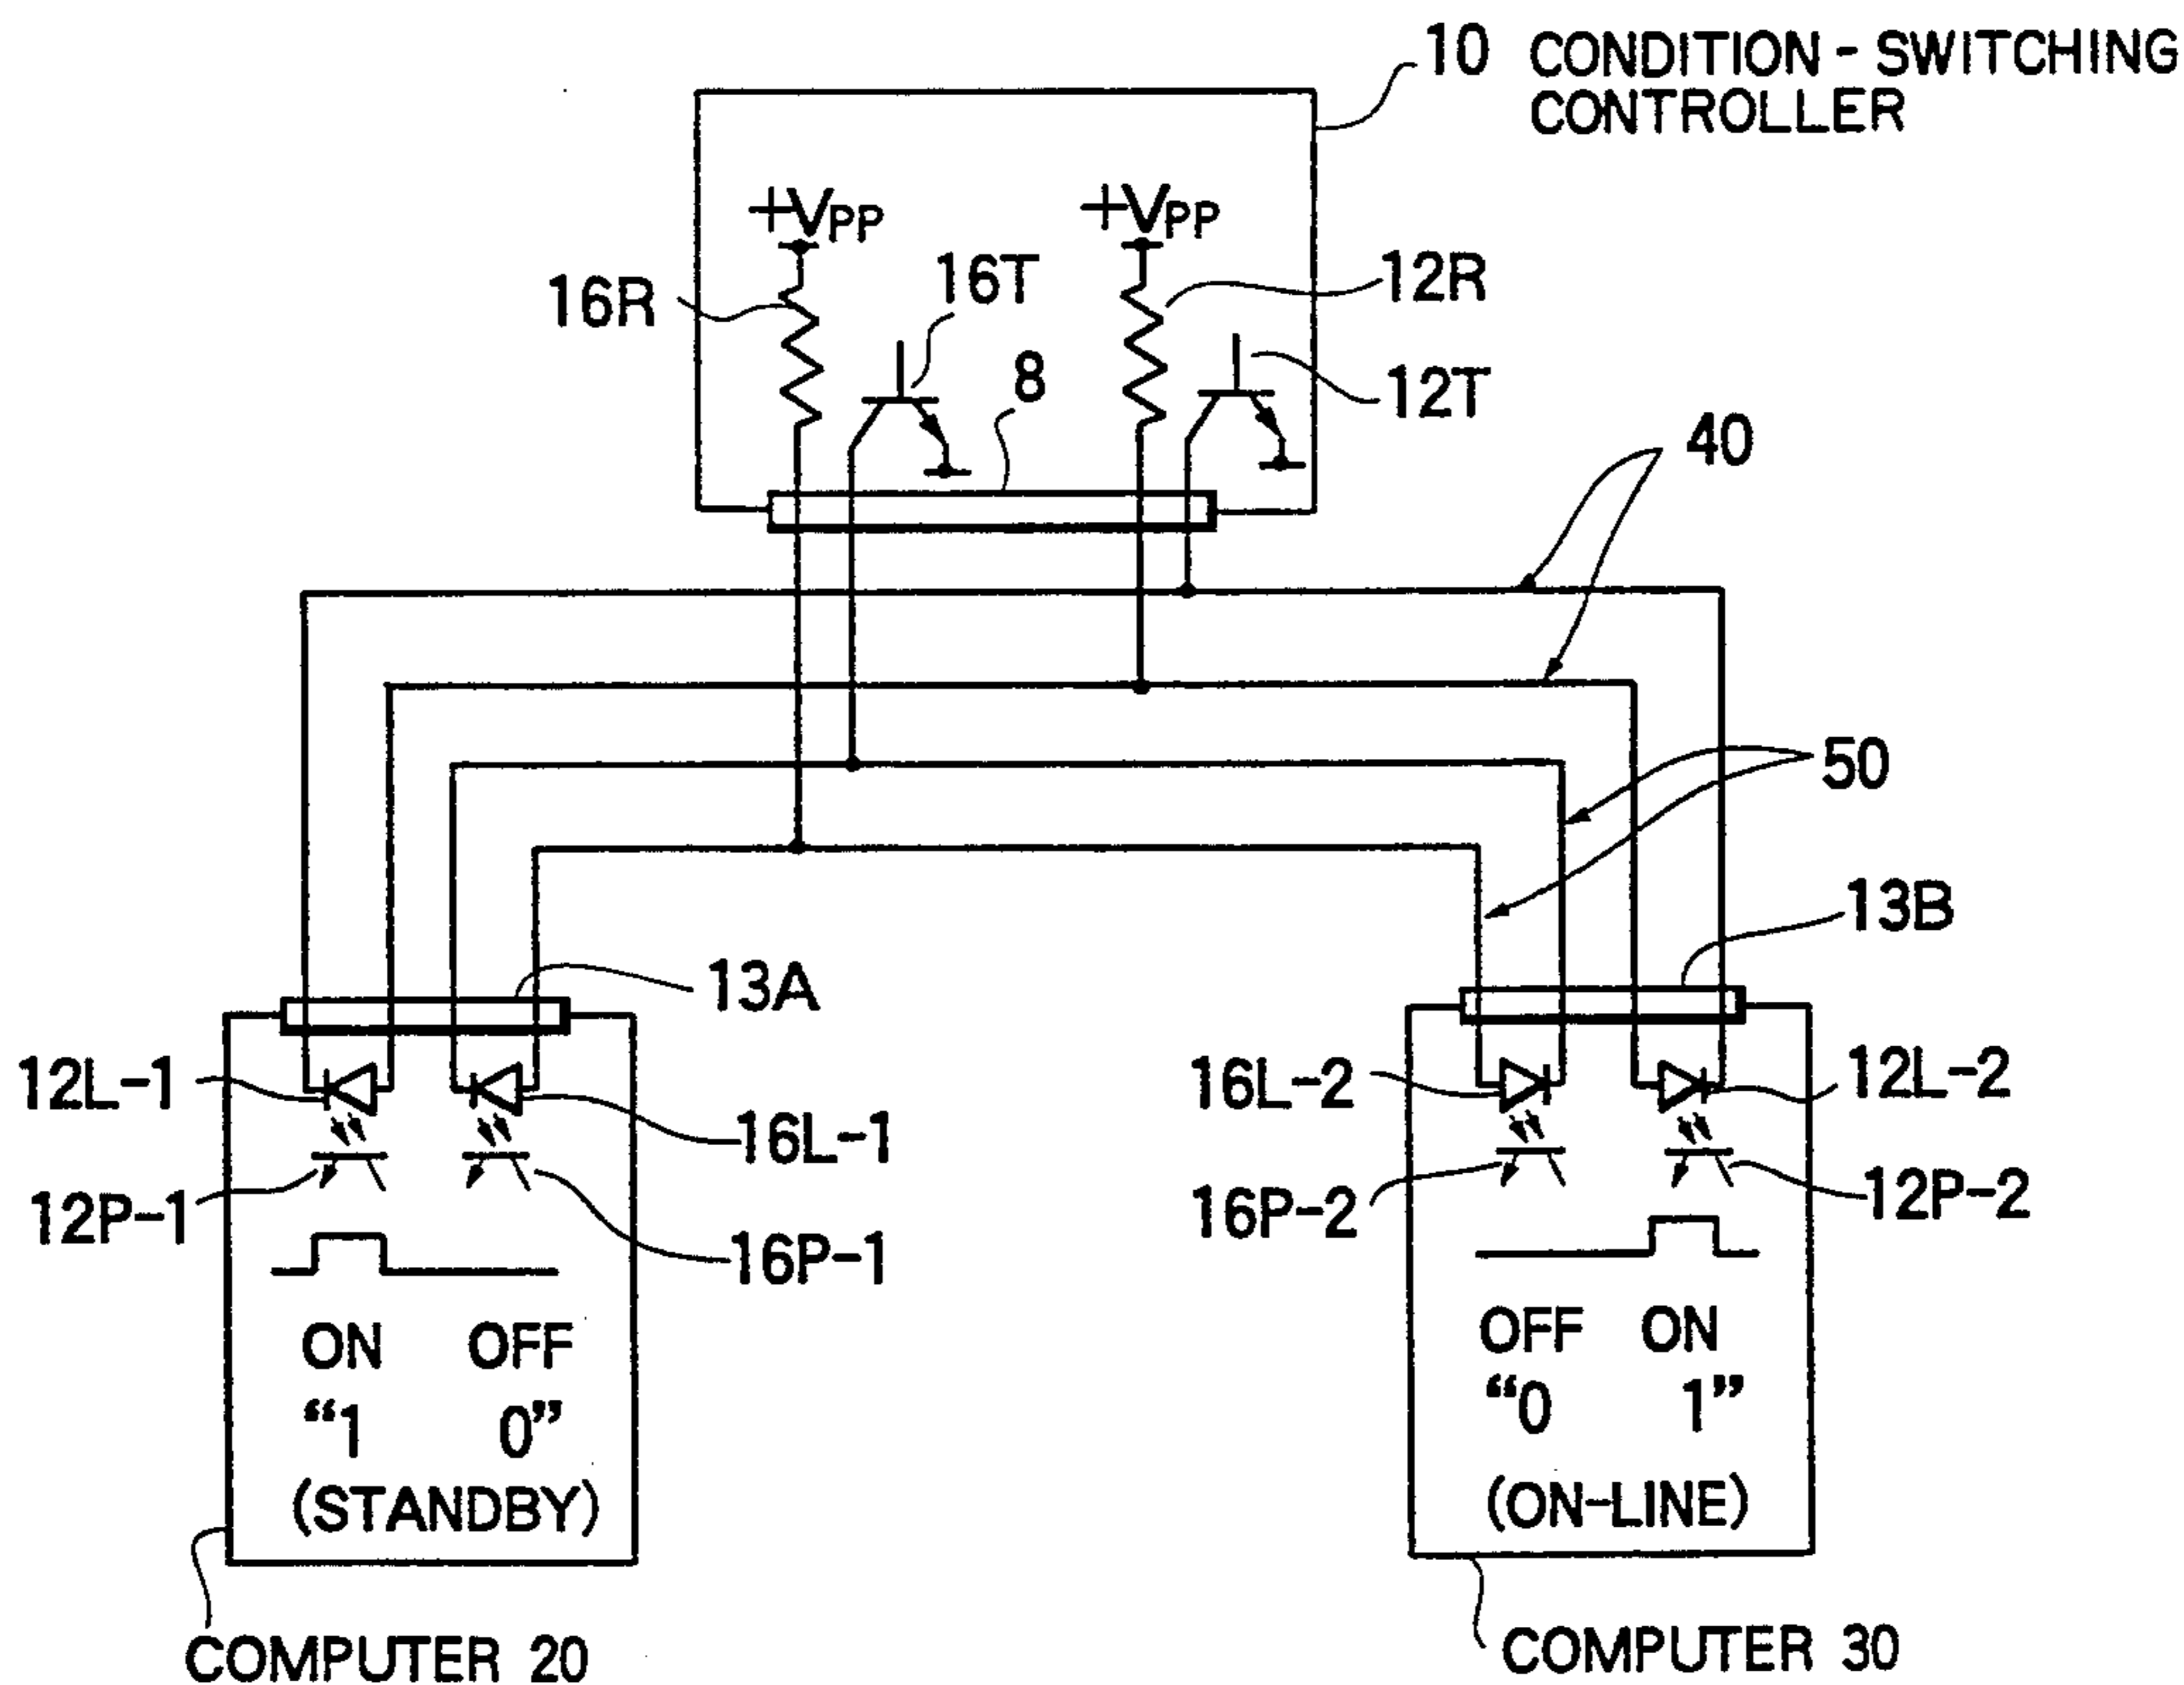 10 CONDITION-SWITCHING
CONTROLLER
+VPP
+VPP
16R
16T
12R
8
12T
40
50
13B
13A
12L-1
16L-1
16L-2
12L-2
12P-1
16P-1
16P-2
12P-2
ON OFF
"1 0"
(STANDBY)
OFF ON
"0 1"
(ON-LINE)
COMPUTER 20
COMPUTER 30